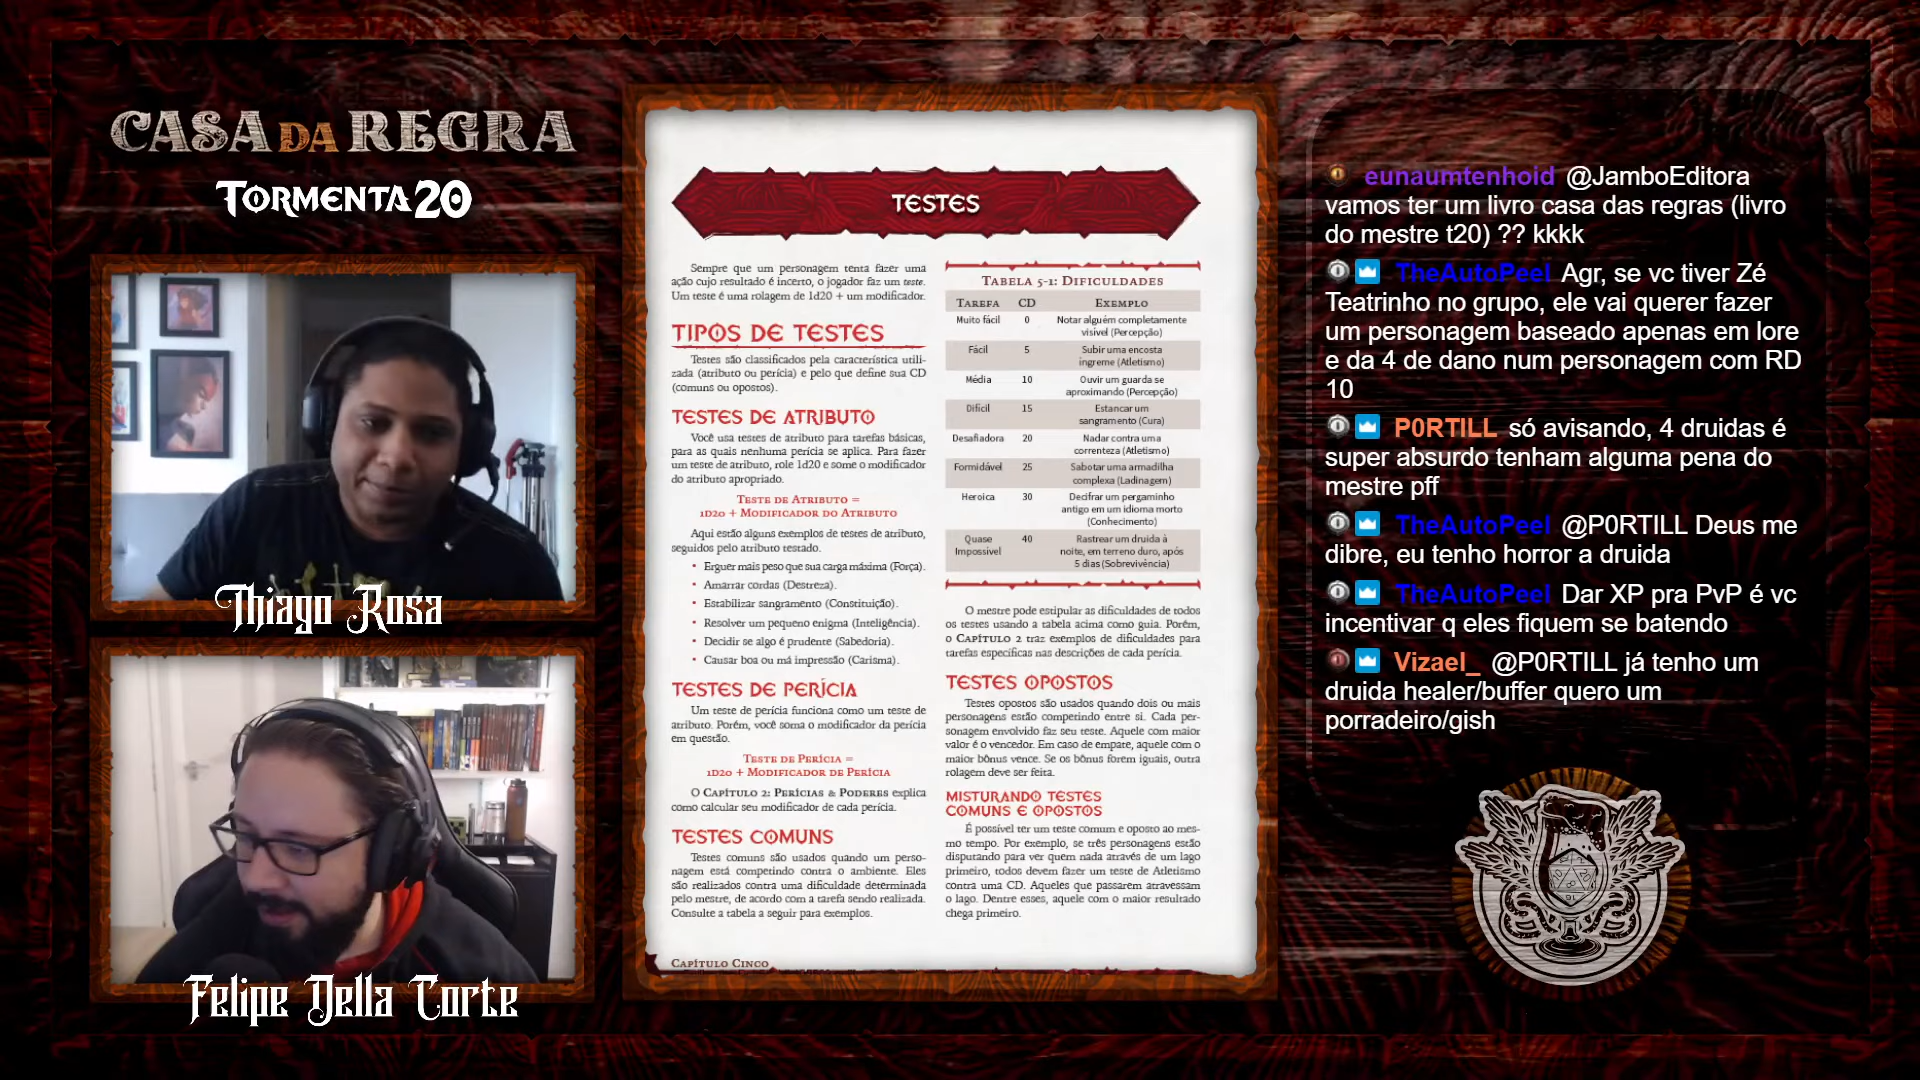 CASA DA REGRA
TORMENTA20
Thiago Rosa
Felipe Della Corte
TESTES
Sempre que um personagem tenta fazer uma
ação cujo resultado é incerto, o jogador faz um teste.
Um teste é uma rolagem de 1d20 + um modificador.
TIPOS DE TESTES
Testes são classificados pela característica utili-
zada (atributo ou perícia) e pelo que define sua CD
(comuns ou opostos).
TESTES DE ATRIBUTO
Você usa testes de atributo para tarefas básicas,
para as quais nenhuma perícia se aplica. Para fazer
um teste de atributo, role 1d20 e some o modificador
do atributo apropriado.
TESTE DE ATRIBUTO =
1D20 + MODIFICADOR DO ATRIBUTO
Aqui estão alguns exemplos de testes de atributo,
seguidos pelo atributo testado.
• Erguer mais peso que sua carga máxima (Força).
• Amarrar cordas (Destreza).
• Estabilizar sangramento (Constituição).
• Resolver um pequeno enigma (Inteligência).
• Decidir se algo é prudente (Sabedoria).
• Causar boa ou má impressão (Carisma).
TESTES DE PERÍCIA
Um teste de perícia funciona como um teste de
atributo. Porém, você soma o modificador da perícia
em questão.
TESTE DE PERÍCIA =
1D20 + MODIFICADOR DE PERÍCIA
O CAPÍTULO 2: PERÍCIAS & PODERES explica
como calcular seu modificador de cada perícia.
TESTES COMUNS
Testes comuns são usados quando um perso-
nagem está competindo contra o ambiente. Eles
são realizados contra uma dificuldade determinada
pelo mestre, de acordo com a tarefa sendo realizada.
Consulte a tabela a seguir para exemplos.
CAPÍTULO CINCO
TABELA 5-1: DIFICULDADES
TAREFA CD EXEMPLO
Muito fácil 0 Notar alguém completamente
visível (Percepção)
Fácil 5 Subir uma encosta
íngreme (Atletismo)
Média 10 Ouvir um guarda se
aproximando (Percepção)
Difícil 15 Estancar um
sangramento (Cura)
Desafiadora 20 Nadar contra uma
correnteza (Atletismo)
Formidável 25 Sabotar uma armadilha
complexa (Ladinagem)
Heroica 30 Decifrar um pergaminho
antigo em um idioma morto
(Conhecimento)
Quase 40 Rastrear um druida à
Impossível noite, em terreno duro, após
5 dias (Sobrevivência)
O mestre pode estipular as dificuldades de todos
os testes usando a tabela acima como guia. Porém,
o CAPÍTULO 2 traz exemplos de dificuldades para
tarefas específicas nas descrições de cada perícia.
TESTES OPOSTOS
Testes opostos são usados quando dois ou mais
personagens estão competindo entre si. Cada per-
sonagem envolvido faz seu teste. Aquele com maior
valor é o vencedor. Em caso de empate, aquele com o
maior bônus vence. Se os bônus forem iguais, outra
rolagem deve ser feita.
MISTURANDO TESTES
COMUNS E OPOSTOS
É possível ter um teste comum e oposto ao mes-
mo tempo. Por exemplo, se três personagens estão
disputando para ver quem nada através de um lago
primeiro, todos devem fazer um teste de Atletismo
contra uma CD. Aqueles que passarem atravessam
o lago. Dentre esses, aquele com o maior resultado
chega primeiro.
eunaumtenhoid @JamboEditora
vamos ter um livro casa das regras (livro
do mestre t20) ?? kkkk
TheAutoPeel Agr, se vc tiver Zé
Teatrinho no grupo, ele vai querer fazer
um personagem baseado apenas em lore
e da 4 de dano num personagem com RD
10
P0RTILL só avisando, 4 druidas é
super absurdo tenham alguma pena do
mestre pff
TheAutoPeel @P0RTILL Deus me
dibre, eu tenho horror a druida
TheAutoPeel Dar XP pra PvP é vc
incentivar q eles fiquem se batendo
Vizael_ @P0RTILL já tenho um
druida healer/buffer quero um
porradeiro/gish